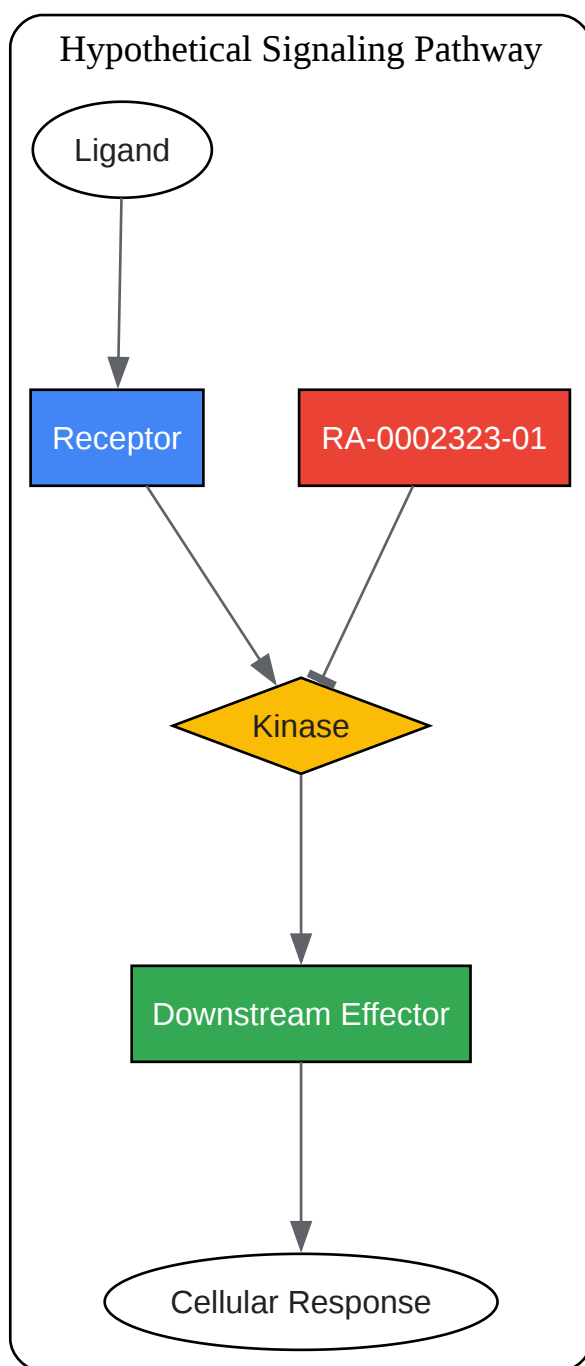 Hypothetical Signaling Pathway
Ligand
Receptor
RA-0002323-01
Kinase
Downstream Effector
Cellular Response